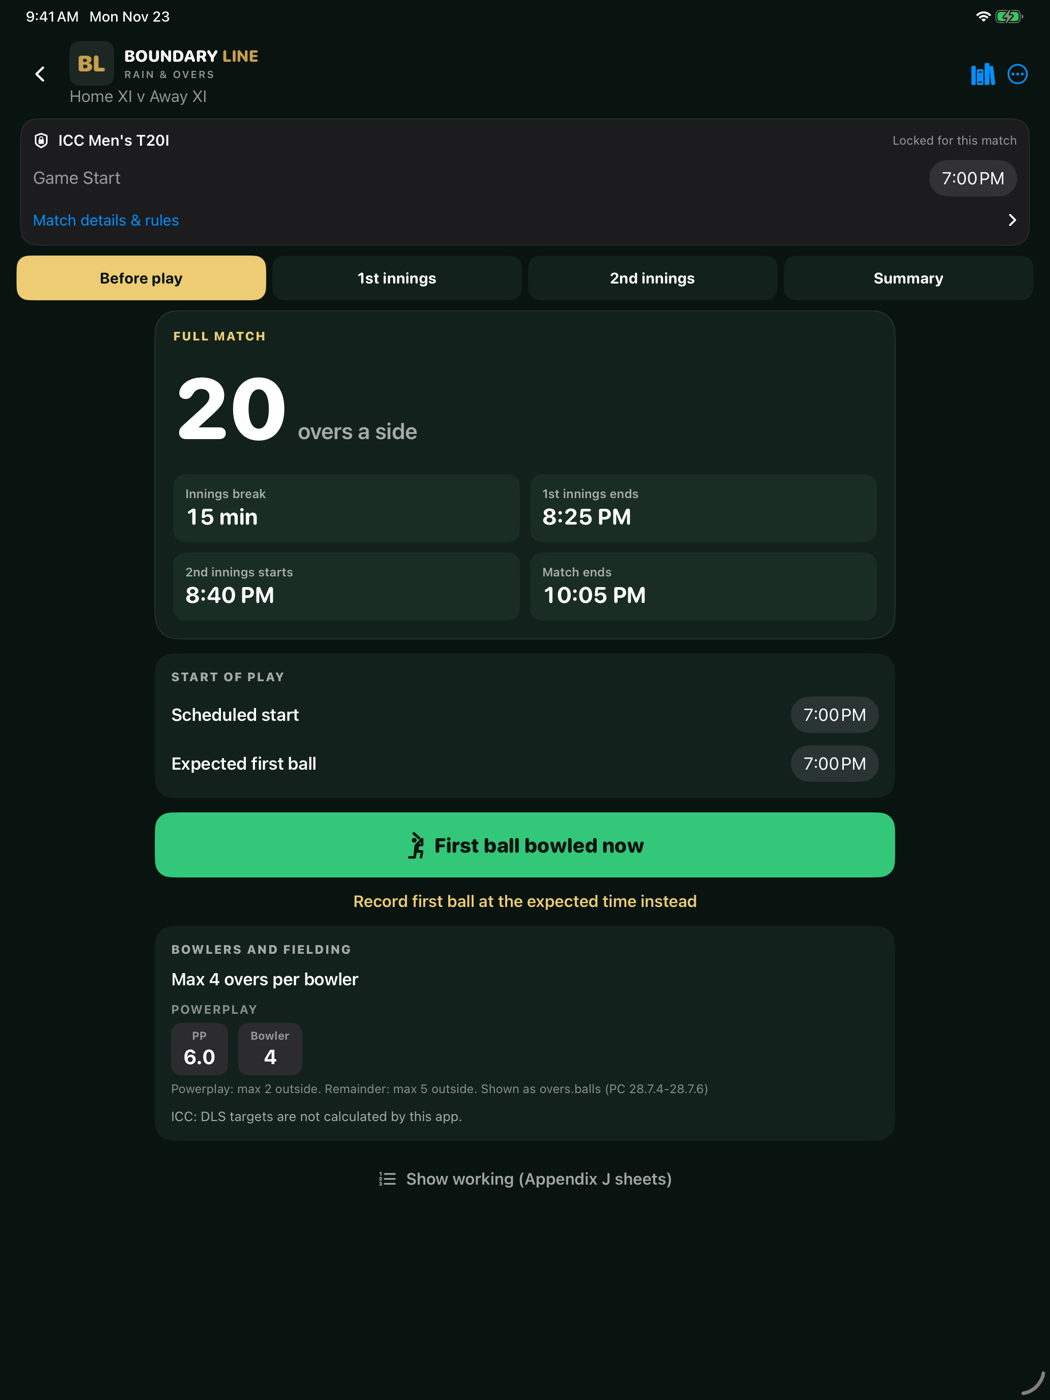 9:41 AM Mon Nov 23
BL
BOUNDARY LINE
RAIN & OVERS
Home XI v Away XI
ICC Men's T20I
Locked for this match
Game Start
7:00 PM
Match details & rules
Before play
1st innings
2nd innings
Summary
FULL MATCH
20 overs a side
Innings break
15 min
1st innings ends
8:25 PM
2nd innings starts
8:40 PM
Match ends
10:05 PM
START OF PLAY
Scheduled start
7:00 PM
Expected first ball
7:00 PM
First ball bowled now
Record first ball at the expected time instead
BOWLERS AND FIELDING
Max 4 overs per bowler
POWERPLAY
PP
6.0
Bowler
4
Powerplay: max 2 outside. Remainder: max 5 outside. Shown as overs.balls (PC 28.7.4-28.7.6)
ICC: DLS targets are not calculated by this app.
Show working (Appendix J sheets)